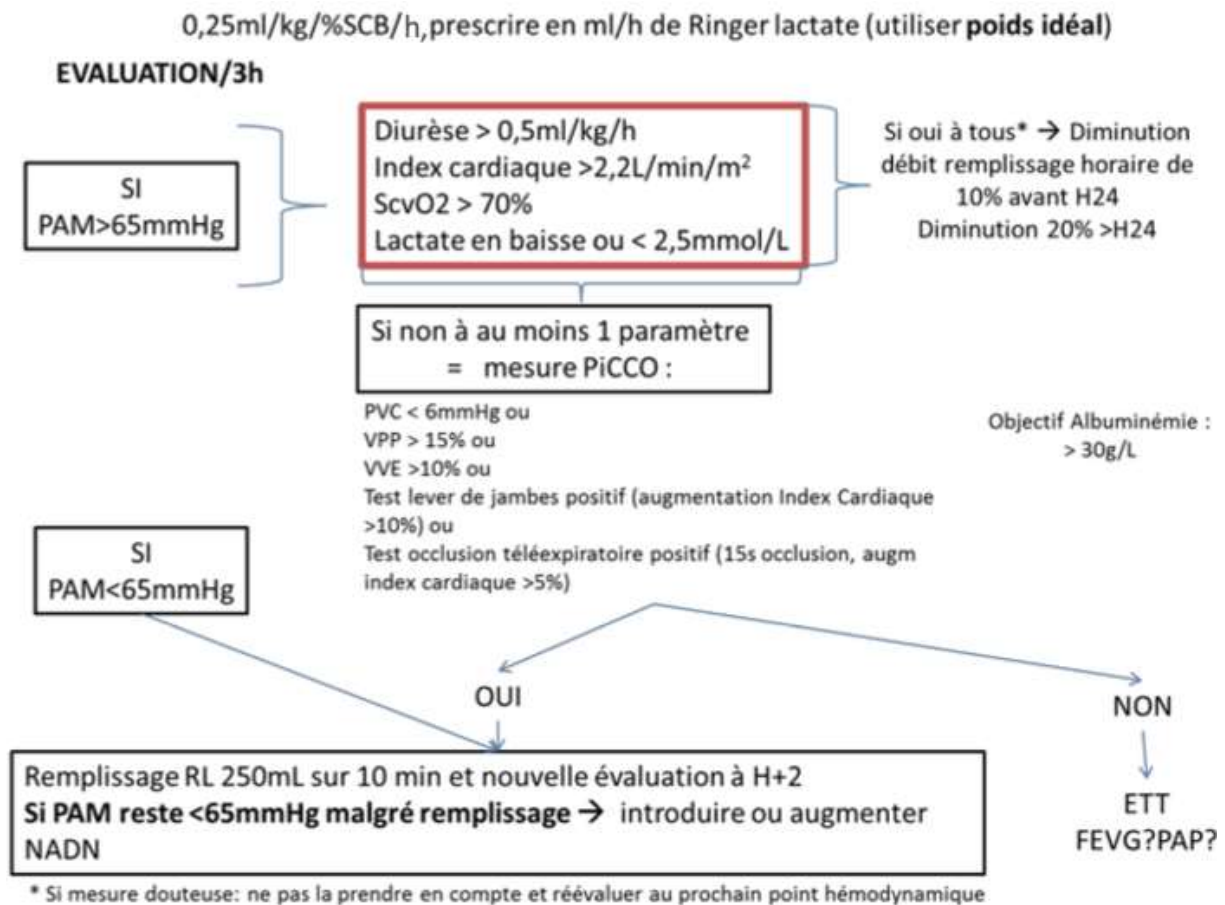 0,25ml/kg/%SCB/h, prescrire en ml/h de Ringer lactate (utiliser poids idéal)
EVALUATION/3h
SI
PAM>65mmHg
Diurèse > 0,5ml/kg/h
Index cardiaque >2,2L/min/m²
ScvO2 > 70%
Lactate en baisse ou < 2,5mmol/L
Si oui à tous* → Diminution
débit remplissage horaire de
10% avant H24
Diminution 20% >H24
Si non à au moins 1 paramètre
= mesure PiCCO :
PVC < 6mmHg ou
VPP > 15% ou
VVE >10% ou
Test lever de jambes positif (augmentation Index Cardiaque
>10%) ou
Test occlusion téléexpiratoire positif (15s occlusion, augm
index cardiaque >5%)
Objectif Albuminémie :
> 30g/L
SI
PAM<65mmHg
OUI
NON
Remplissage RL 250mL sur 10 min et nouvelle évaluation à H+2
Si PAM reste <65mmHg malgré remplissage → introduire ou augmenter
NADN
ETT
FEVG?PAP?
* Si mesure douteuse: ne pas la prendre en compte et réévaluer au prochain point hémodynamique